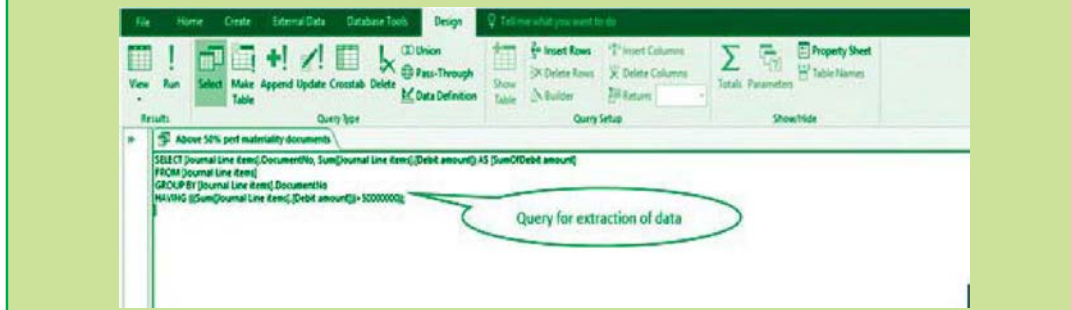 File Home Create External Data Database Tools Design Tell me what you want to do
View Run Select Make Table Append Update Crosstab Delete Union Pass-Through Data Definition Show Table Insert Rows Delete Rows Builder Insert Columns Delete Columns Return: Totals Parameters Property Sheet Table Names
Results Query Type Query Setup Show/Hide
Above 50% perf materiality documents
SELECT [Journal Line items].DocumentNo, Sum([Journal Line items].[Debit amount]) AS [SumOfDebit amount]
FROM [Journal Line items]
GROUP BY [Journal Line items].DocumentNo
HAVING (((Sum([Journal Line items].[Debit amount]))>50000000));
Query for extraction of data